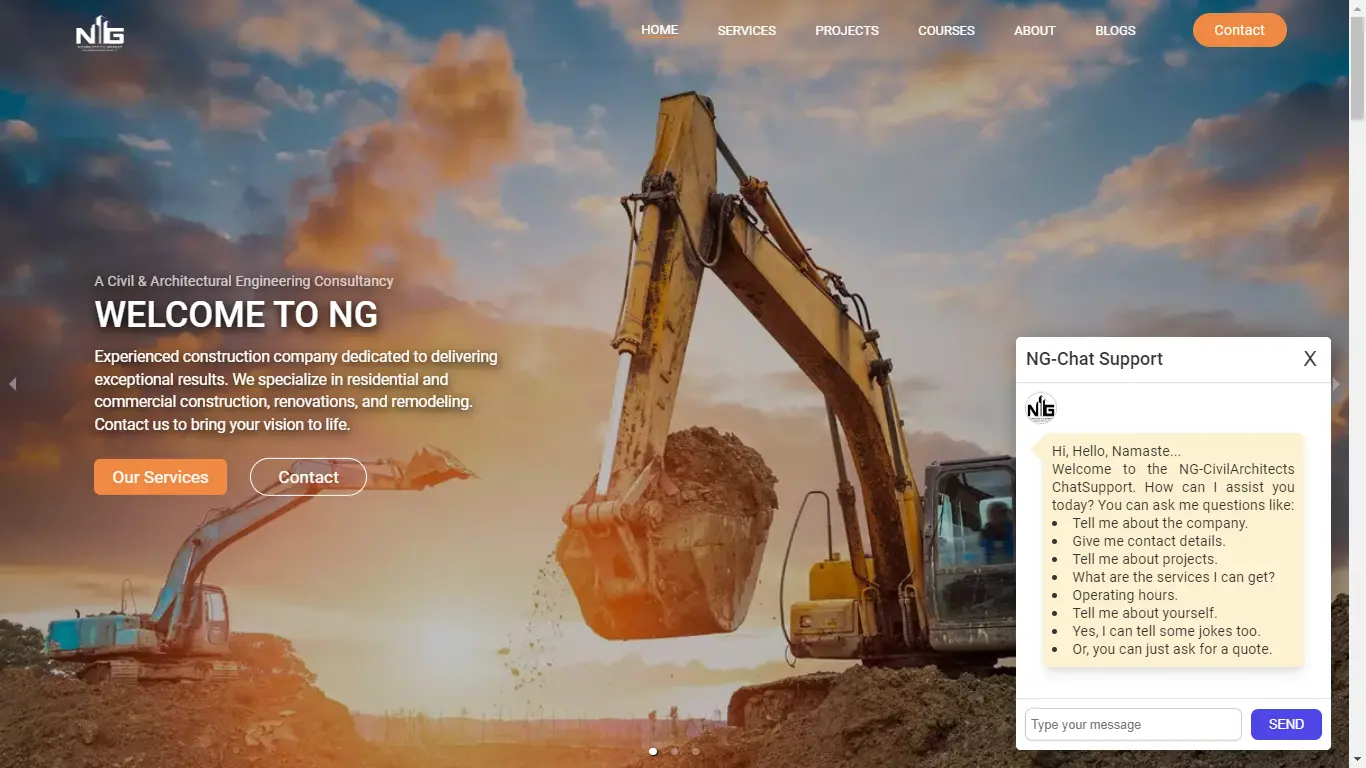 NG
HOME
SERVICES
PROJECTS
COURSES
ABOUT
BLOGS
Contact
A Civil & Architectural Engineering Consultancy
WELCOME TO NG
Experienced construction company dedicated to delivering
exceptional results. We specialize in residential and
commercial construction, renovations, and remodeling.
Contact us to bring your vision to life.
Our Services
Contact
NG-Chat Support
X
NG
Hi, Hello, Namaste...
Welcome to the NG-CivilArchitects
ChatSupport. How can I assist you
today? You can ask me questions like:
• Tell me about the company.
• Give me contact details.
• Tell me about projects.
• What are the services I can get?
• Operating hours.
• Tell me about yourself.
• Yes, I can tell some jokes too.
• Or, you can just ask for a quote.
Type your message
SEND